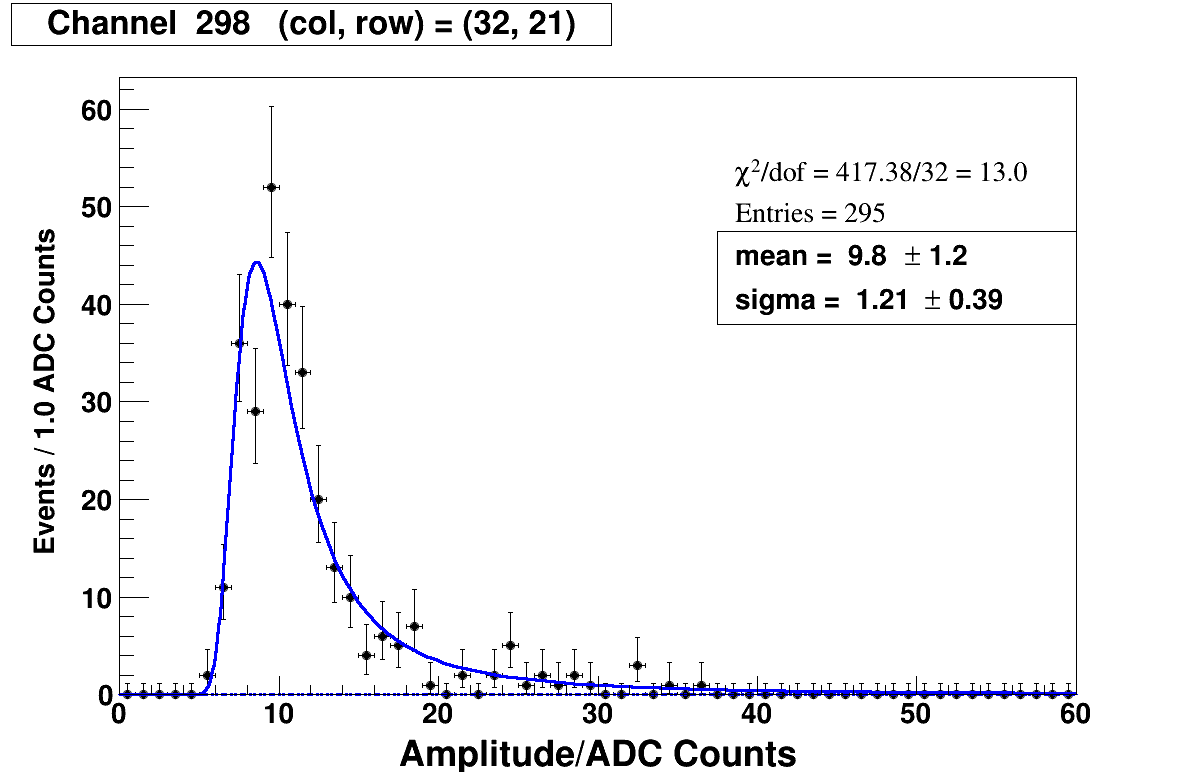 Channel 298 (col, row) = (32, 21)
60
50
40
30
20
10
0
Events / 1.0 ADC Counts
χ²/dof = 417.38/32 = 13.0
Entries = 295
mean = 9.8 ± 1.2
sigma = 1.21 ± 0.39
0 10 20 30 40 50 60
Amplitude/ADC Counts